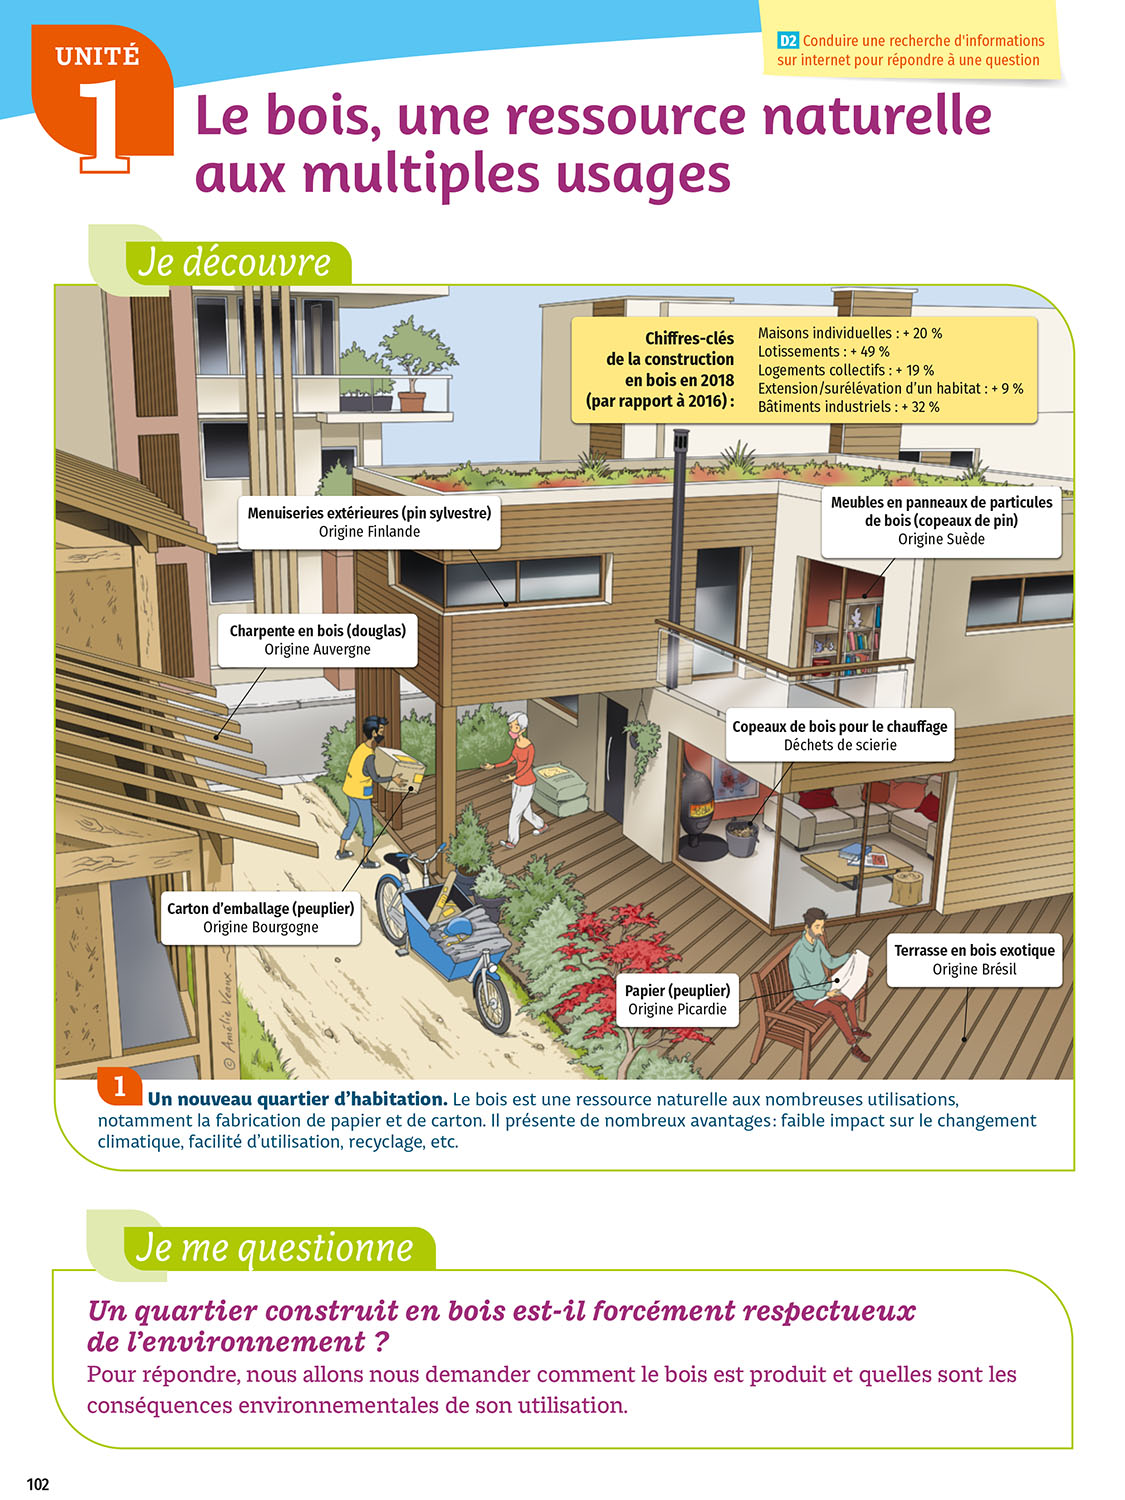 UNITÉ
1
D2 Conduire une recherche d'informations
sur internet pour répondre à une question
Le bois, une ressource naturelle
aux multiples usages
Je découvre
Chiffres-clés
de la construction
en bois en 2018
(par rapport à 2016) :
Maisons individuelles : + 20 %
Lotissements : + 49 %
Logements collectifs : + 19 %
Extension/surélévation d'un habitat : + 9 %
Bâtiments industriels : + 32 %
Menuiseries extérieures (pin sylvestre)
Origine Finlande
Meubles en panneaux de particules
de bois (copeaux de pin)
Origine Suède
Charpente en bois (douglas)
Origine Auvergne
Copeaux de bois pour le chauffage
Déchets de scierie
Carton d'emballage (peuplier)
Origine Bourgogne
Terrasse en bois exotique
Origine Brésil
Papier (peuplier)
Origine Picardie
© Amélie Veaux
1 Un nouveau quartier d'habitation. Le bois est une ressource naturelle aux nombreuses utilisations,
notamment la fabrication de papier et de carton. Il présente de nombreux avantages : faible impact sur le changement
climatique, facilité d'utilisation, recyclage, etc.
Je me questionne
Un quartier construit en bois est-il forcément respectueux
de l'environnement ?
Pour répondre, nous allons nous demander comment le bois est produit et quelles sont les
conséquences environnementales de son utilisation.
102